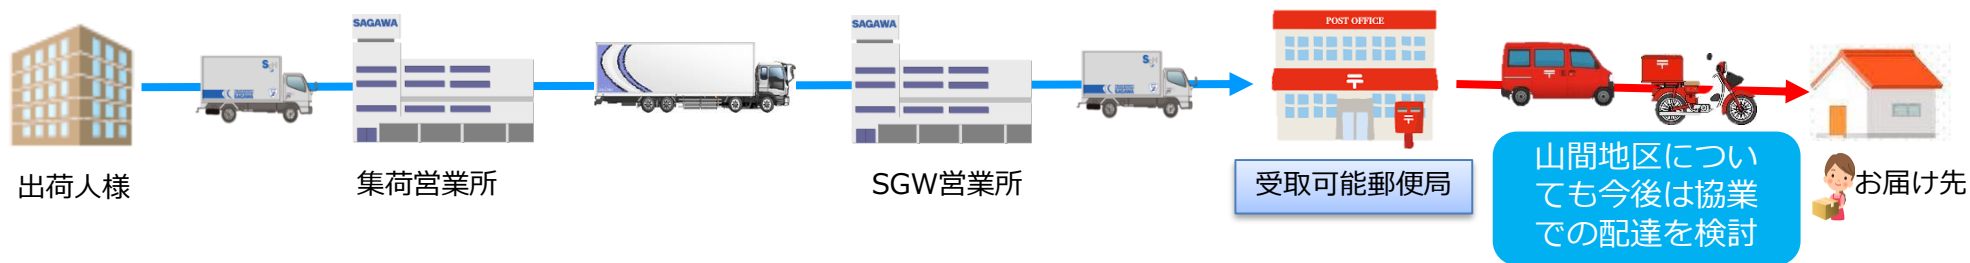 SAGAWA
SAGAWA
POST OFFICE
出荷人様
集荷営業所
SGW営業所
受取可能郵便局
山間地区につい
ても今後は協業
での配達を検討
お届け先